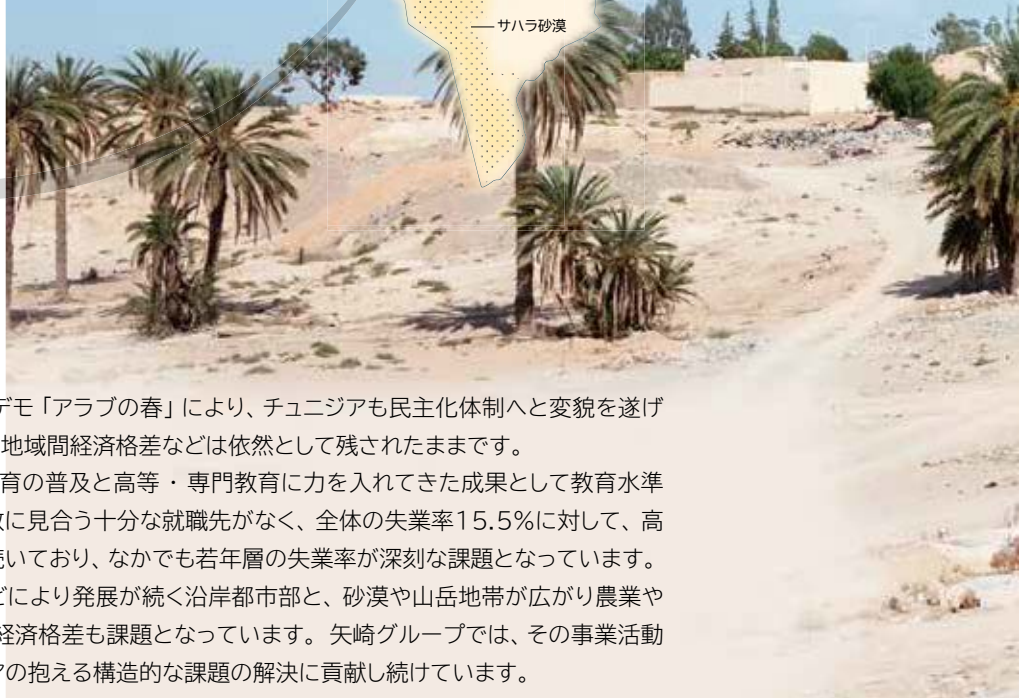 サハラ砂漠
デモ「アラブの春」により、チュニジアも民主化体制へと変貌を遂げ
地域間経済格差などは依然として残されたままです。
育の普及と高等・専門教育に力を入れてきた成果として教育水準
に見合う十分な就職先がなく、全体の失業率15.5%に対して、高
いており、なかでも若年層の失業率が深刻な課題となっています。
どにより発展が続く沿岸都市部と、砂漠や山岳地帯が広がり農業や
経済格差も課題となっています。矢崎グループでは、その事業活動
アの抱える構造的な課題の解決に貢献し続けています。